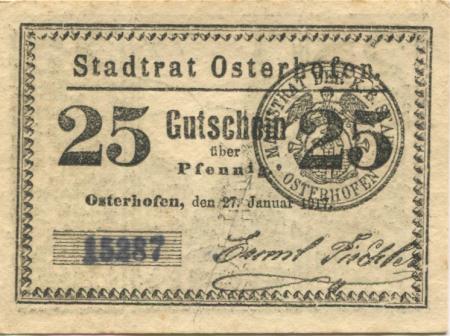 Stadtrat Osterhofen.
25 Gutschein 25
über
Pfennig
Osterhofen, den 27. Januar 1917.
15287
OSTERHOFEN